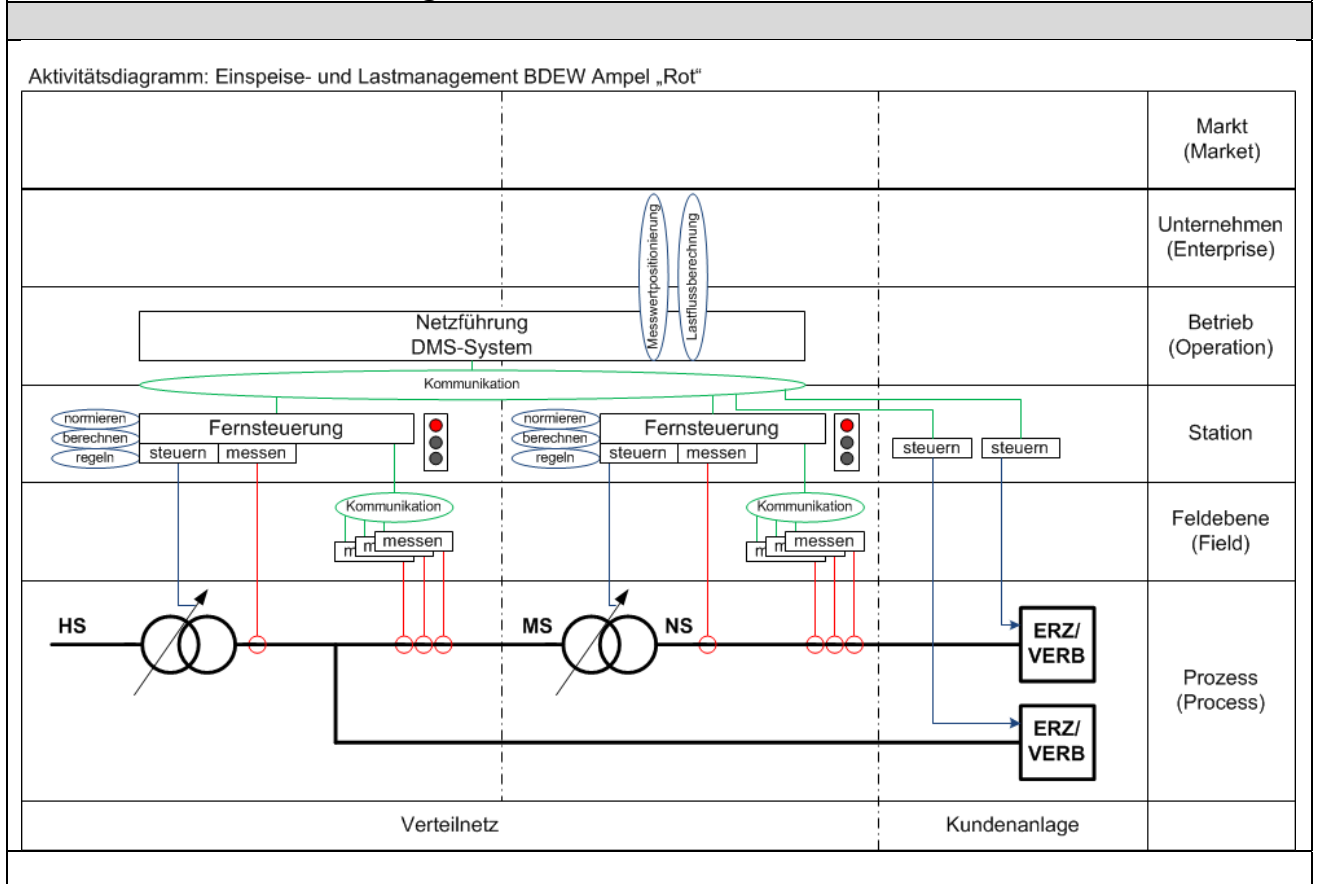 Aktivitätsdiagramm: Einspeise- und Lastmanagement BDEW Ampel „Rot“
Markt
(Market)
Messwertpositionierung
Lastflussberechnung
Unternehmen
(Enterprise)
Netzführung
DMS-System
Betrieb
(Operation)
Kommunikation
normieren
berechnen
regeln
Fernsteuerung
steuern
messen
normieren
berechnen
regeln
Fernsteuerung
steuern
messen
steuern
steuern
Station
Kommunikation
m
m
messen
Kommunikation
m
m
messen
Feldebene
(Field)
HS
MS
NS
ERZ/
VERB
ERZ/
VERB
Prozess
(Process)
Verteilnetz
Kundenanlage